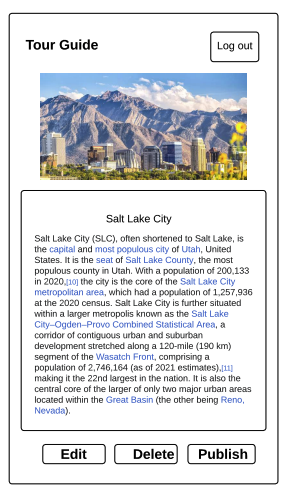 Tour Guide
Log out
Salt Lake City
Salt Lake City (SLC), often shortened to Salt Lake, is
the capital and most populous city of Utah, United
States. It is the seat of Salt Lake County, the most
populous county in Utah. With a population of 200,133
in 2020,[10] the city is the core of the Salt Lake City
metropolitan area, which had a population of 1,257,936
at the 2020 census. Salt Lake City is further situated
within a larger metropolis known as the Salt Lake
City–Ogden–Provo Combined Statistical Area, a
corridor of contiguous urban and suburban
development stretched along a 120-mile (190 km)
segment of the Wasatch Front, comprising a
population of 2,746,164 (as of 2021 estimates),[11]
making it the 22nd largest in the nation. It is also the
central core of the larger of only two major urban areas
located within the Great Basin (the other being Reno,
Nevada).
Edit
Delete
Publish